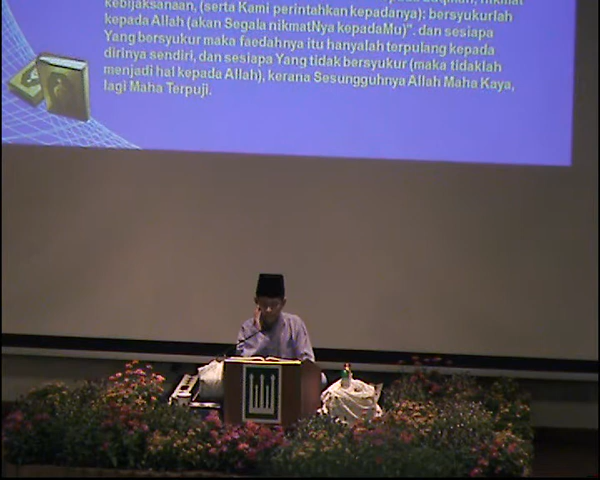 kebijaksanaan, (serta Kami perintahkan kepadanya): bersyukurlah
kepada Allah (akan Segala nikmatNya kepadaMu)". dan sesiapa
Yang bersyukur maka faedahnya itu hanyalah terpulang kepada
dirinya sendiri, dan sesiapa Yang tidak bersyukur (maka tidaklah
menjadi hal kepada Allah), kerana Sesungguhnya Allah Maha Kaya,
lagi Maha Terpuji.